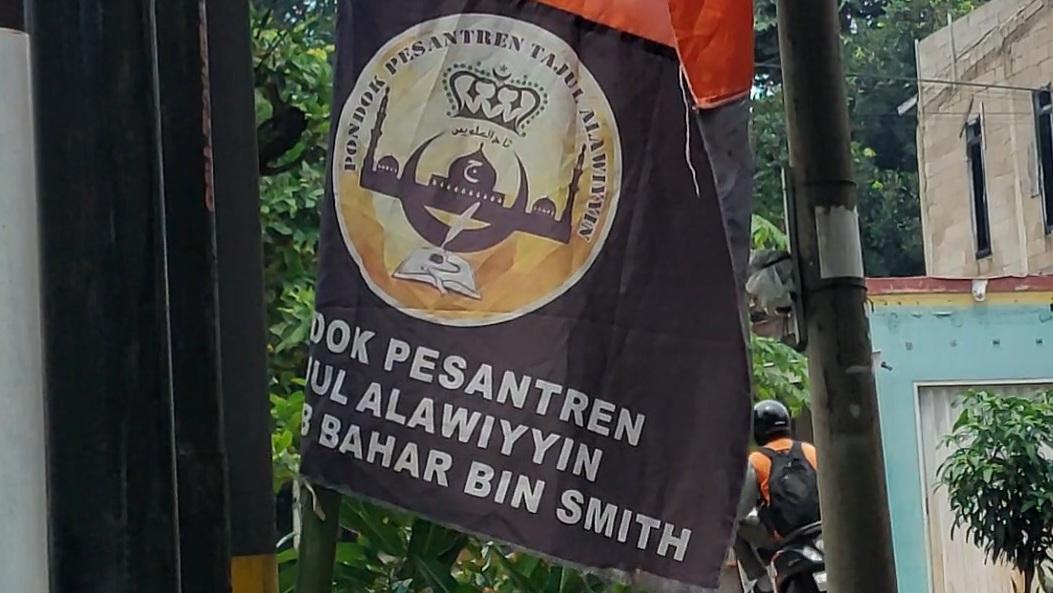 PONDOK PESANTREN TAJUL ALAWIYYIN
DOK PESANTREN
JUL ALAWIYYIN
B BAHAR BIN SMITH